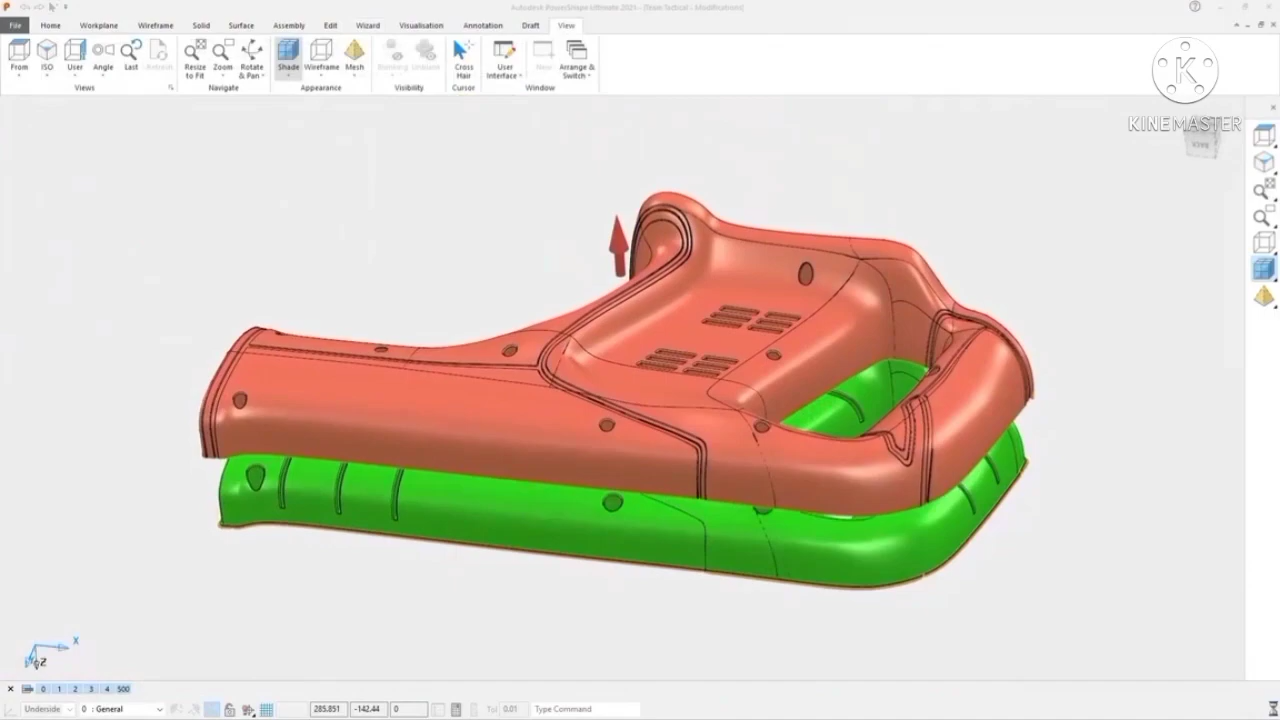 Autodesk PowerShape Ultimate 2021 - [Team Tactical - Modifications]
File Home Workplane Wireframe Solid Surface Assembly Edit Wizard Visualisation Annotation Draft View
From ISO User Angle Last Resize to Fit Zoom Rotate & Pan Shade Wireframe Mesh Blanking Unblank Cross Hair User Interface New Arrange & Switch
Views Navigate Appearance Visibility Cursor Window
K
KINEMASTER
BACK
X
Z
0 1 2 3 4 500
Underside 0 : General 285.851 -142.44 0 Tol 0.01 Type Command